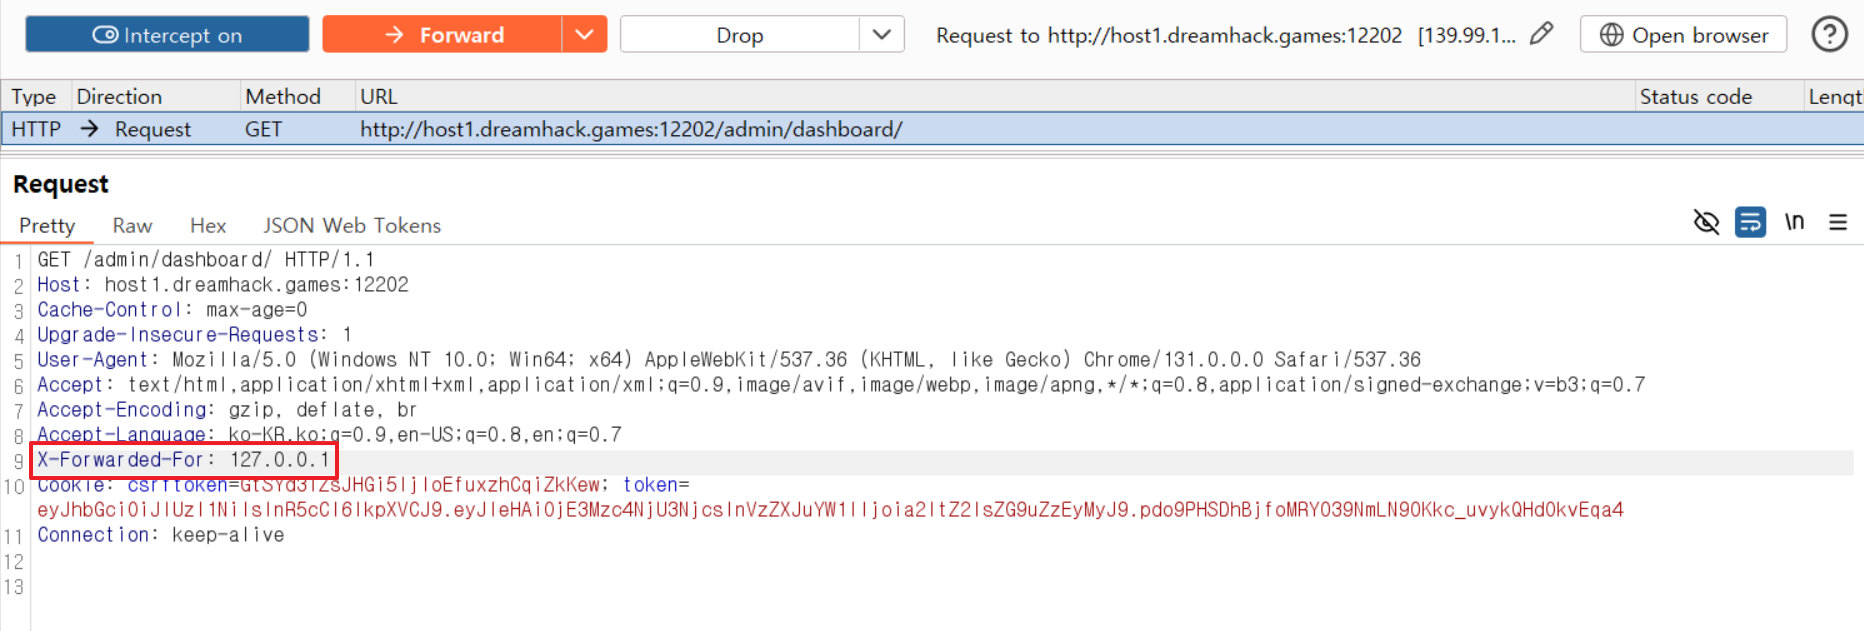 Intercept on
Forward
Drop
Request to http://host1.dreamhack.games:12202 [139.99.1...
Open browser
?
Type Direction Method URL Status code Lengt
HTTP → Request GET http://host1.dreamhack.games:12202/admin/dashboard/
Request
Pretty Raw Hex JSON Web Tokens
\n
1 GET /admin/dashboard/ HTTP/1.1
2 Host: host1.dreamhack.games:12202
3 Cache-Control: max-age=0
4 Upgrade-Insecure-Requests: 1
5 User-Agent: Mozilla/5.0 (Windows NT 10.0; Win64; x64) AppleWebKit/537.36 (KHTML, like Gecko) Chrome/131.0.0.0 Safari/537.36
6 Accept: text/html,application/xhtml+xml,application/xml;q=0.9,image/avif,image/webp,image/apng,*/*;q=0.8,application/signed-exchange;v=b3;q=0.7
7 Accept-Encoding: gzip, deflate, br
8 Accept-Language: ko-KR,ko;q=0.9,en-US;q=0.8,en;q=0.7
9 X-Forwarded-For: 127.0.0.1
10 Cookie: token=
11 Connection: keep-alive
12
13